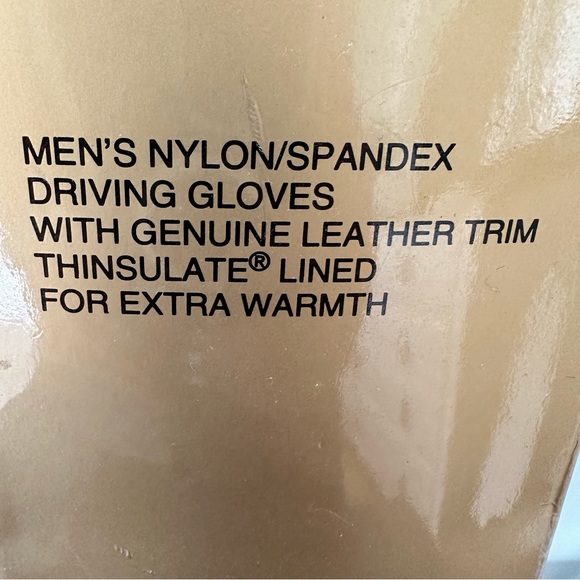 MEN'S NYLON/SPANDEX
DRIVING GLOVES
WITH GENUINE LEATHER TRIM
THINSULATE® LINED
FOR EXTRA WARMTH